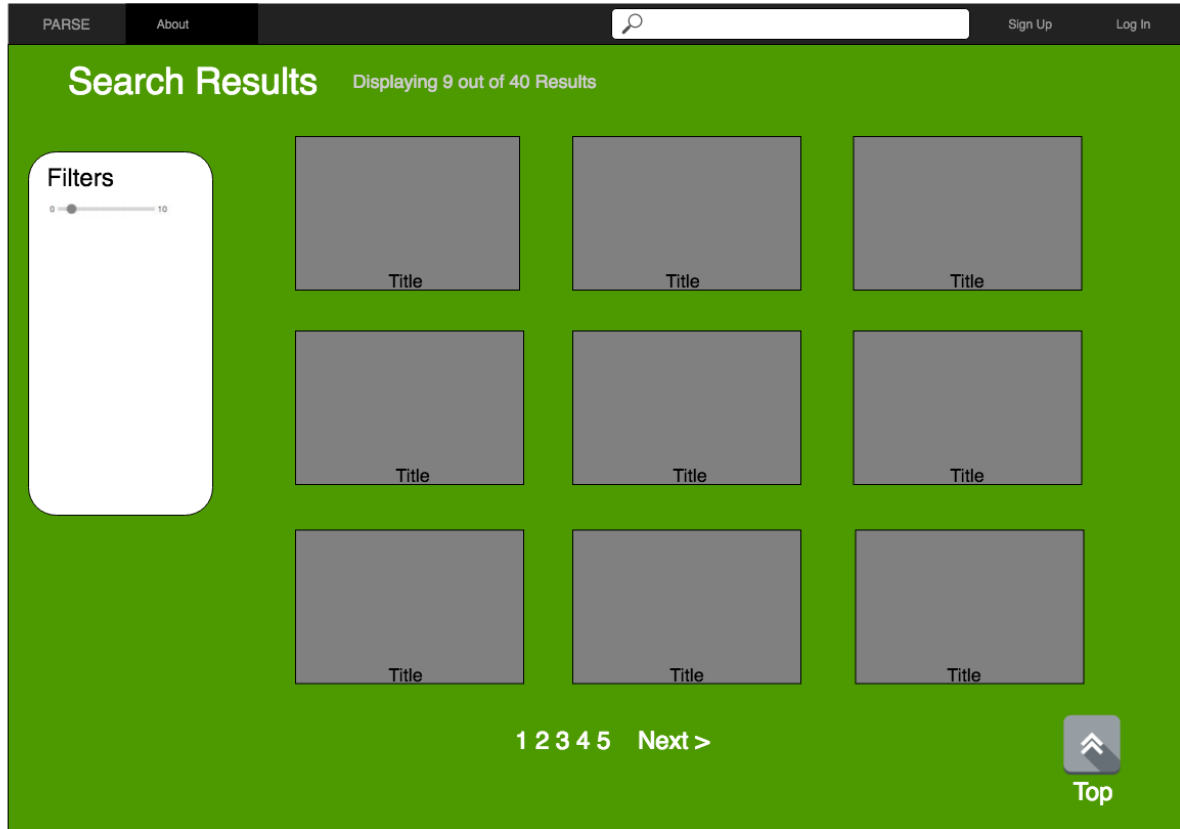 PARSE About Sign Up Log In
Search Results Displaying 9 out of 40 Results
Filters
0 10
Title Title Title
Title Title Title
Title Title Title
1 2 3 4 5 Next >
Top